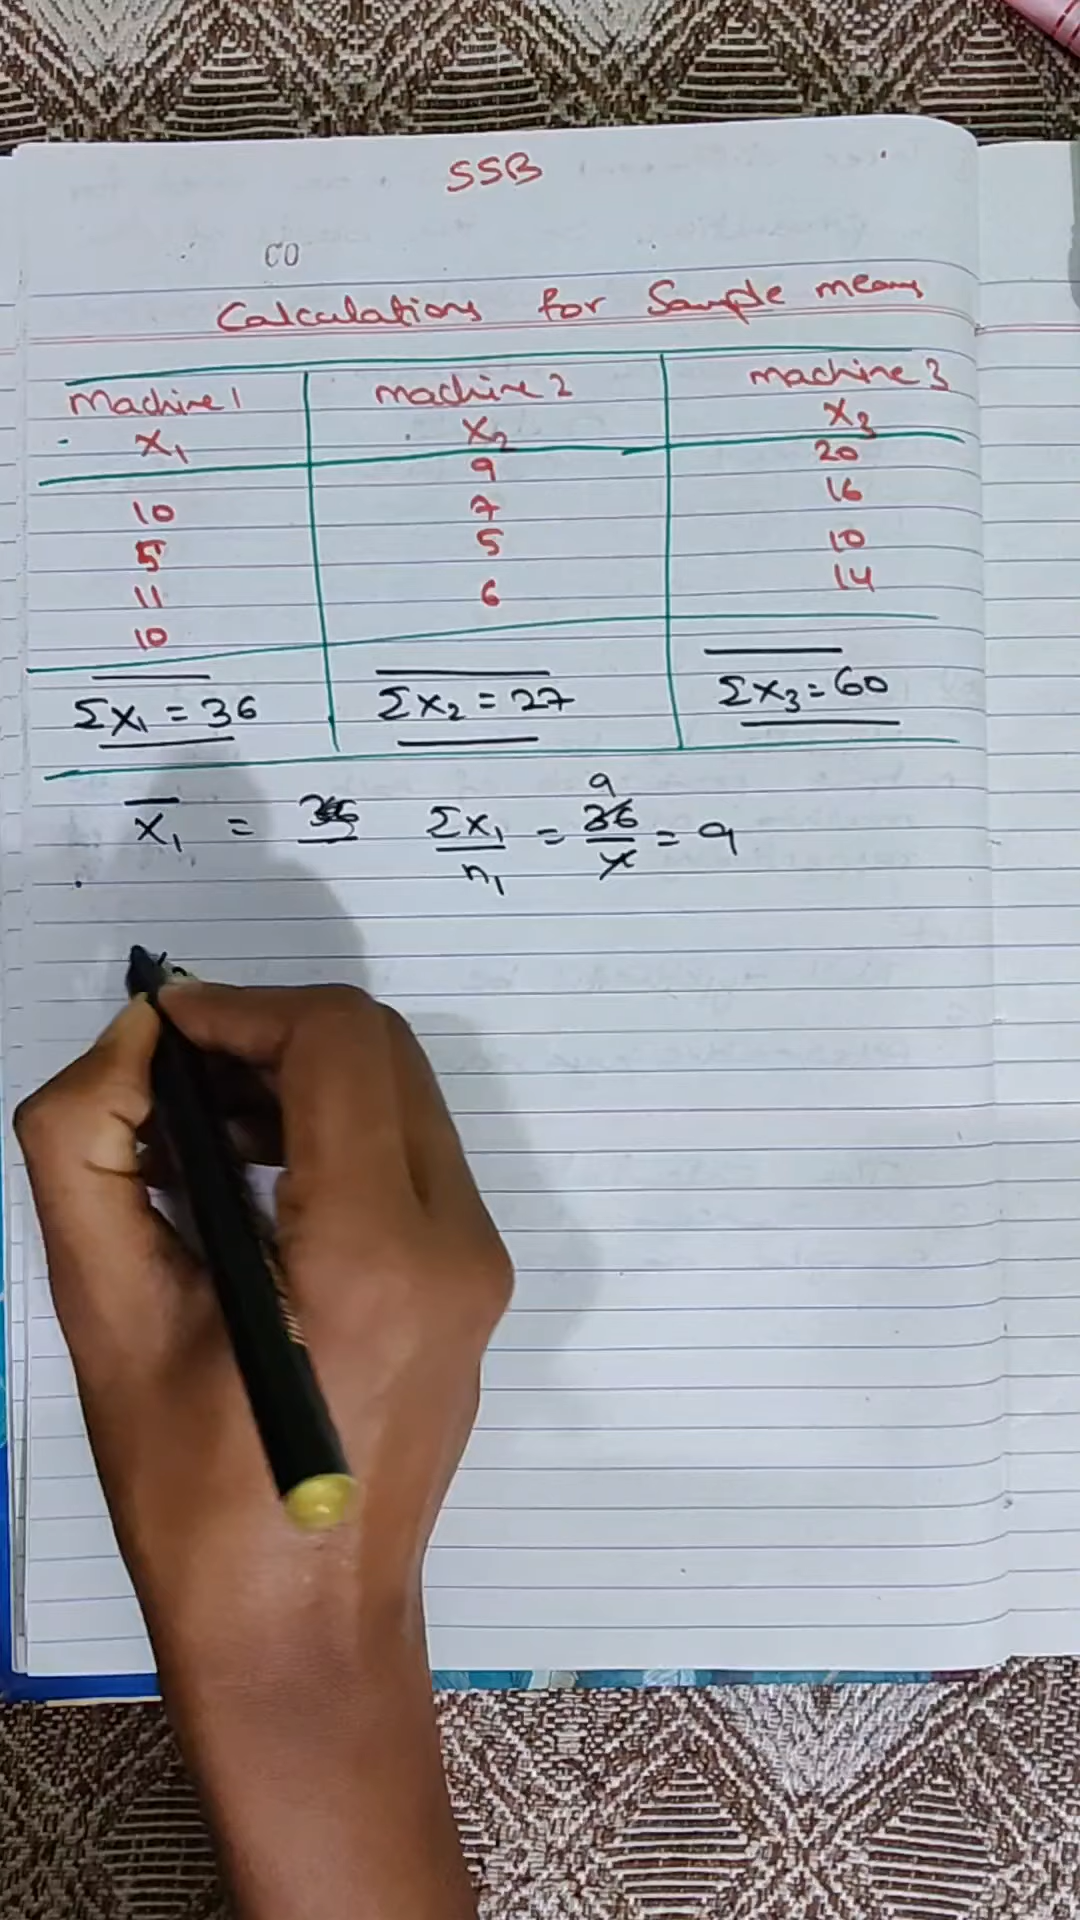 SSB
CO
Calculations for Sample means
Machine 1 machine 2 machine 3
X₁ X₂ X₃
10 9 20
5 7 16
11 5 10
10 6 14
Σx₁ = 36 Σx₂ = 27 Σx₃ = 60
X̄₁ = 36 Σx₁/n₁ = 36/4 = 9
9
X₂